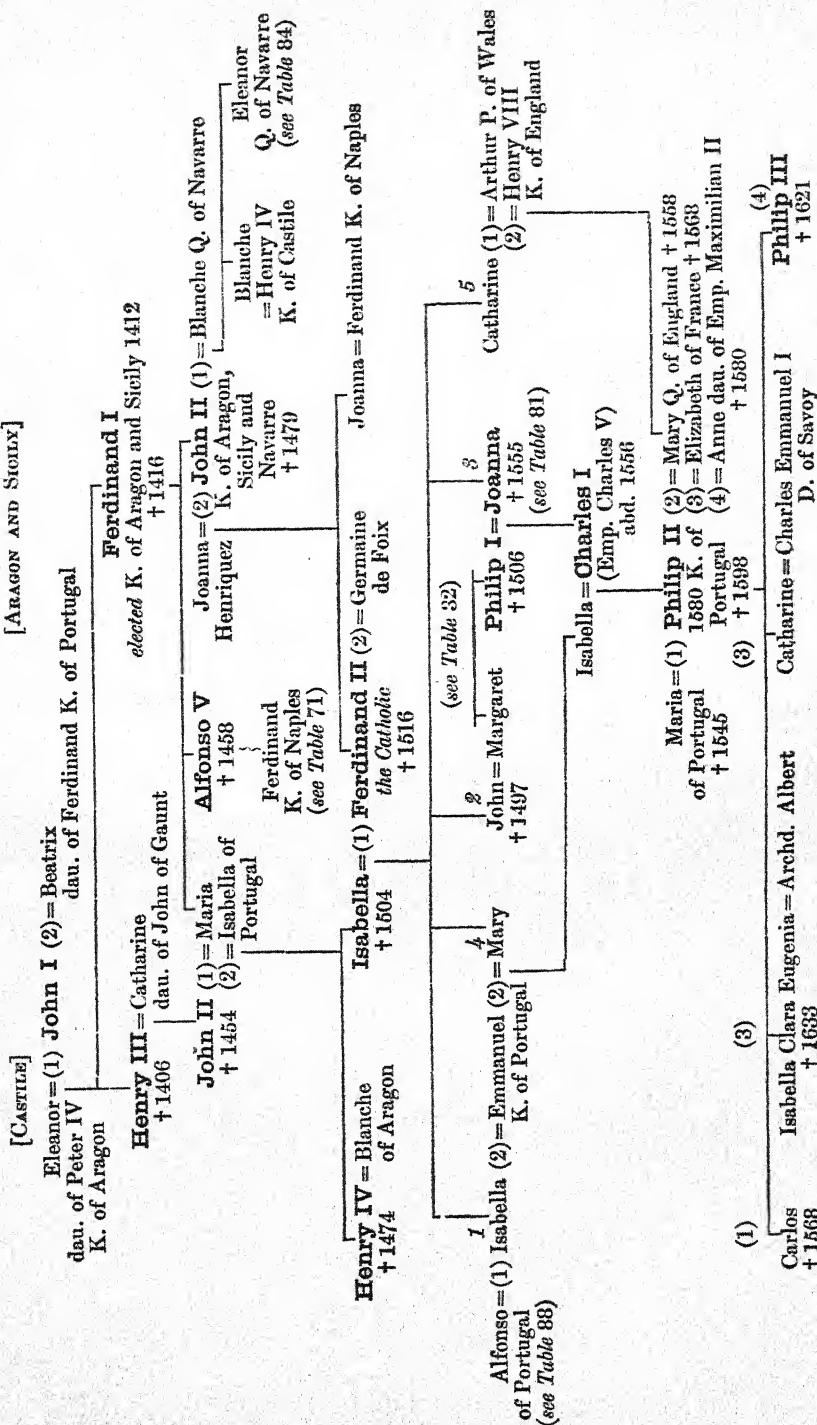 [CASTILE]
[ARAGON AND SICILY]
Eleanor=(1) John I (2)=Beatrix
dau. of Peter IV
K. of Aragon
dau. of Ferdinand K. of Portugal
Henry III=Catharine
†1406
dau. of John of Gaunt
Ferdinand I
elected K. of Aragon and Sicily 1412
†1416
John II (1)=Maria
†1454 (2)=Isabella of
Portugal
Alfonso V
†1458
Ferdinand
K. of Naples
(see Table 71)
Joanna=(2) John II (1)=Blanche Q. of Navarre
Henriquez
K. of Aragon,
Sicily and
Navarre
†1479
Blanche
=Henry IV
K. of Castile
Eleanor
Q. of Navarre
(see Table 84)
Henry IV=Blanche
†1474
of Aragon
Isabella=(1) Ferdinand II (2)=Germaine
†1504
the Catholic
†1516
de Foix
Joanna=Ferdinand K. of Naples
1
4
2
3
5
Alfonso=(1) Isabella (2)=Emmanuel (2)=Mary
of Portugal
(see Table 88)
K. of Portugal
John=Margaret
†1497
(see Table 32)
Philip I=Joanna
†1506
†1555
(see Table 81)
Catharine (1)=Arthur P. of Wales
(2)=Henry VIII
K. of England
Isabella=Charles I
(Emp. Charles V)
abd. 1556
Maria=(1) Philip II (2)=Mary Q. of England †1558
of Portugal
†1545
1580 K. of
Portugal
†1598
(3)=Elizabeth of France †1568
(4)=Anne dau. of Emp. Maximilian II
†1580
(1)
(3)
(3)
(4)
Carlos
†1568
Isabella Clara Eugenia=Archd. Albert
†1633
Catharine=Charles Emmanuel I
D. of Savoy
Philip III
†1621